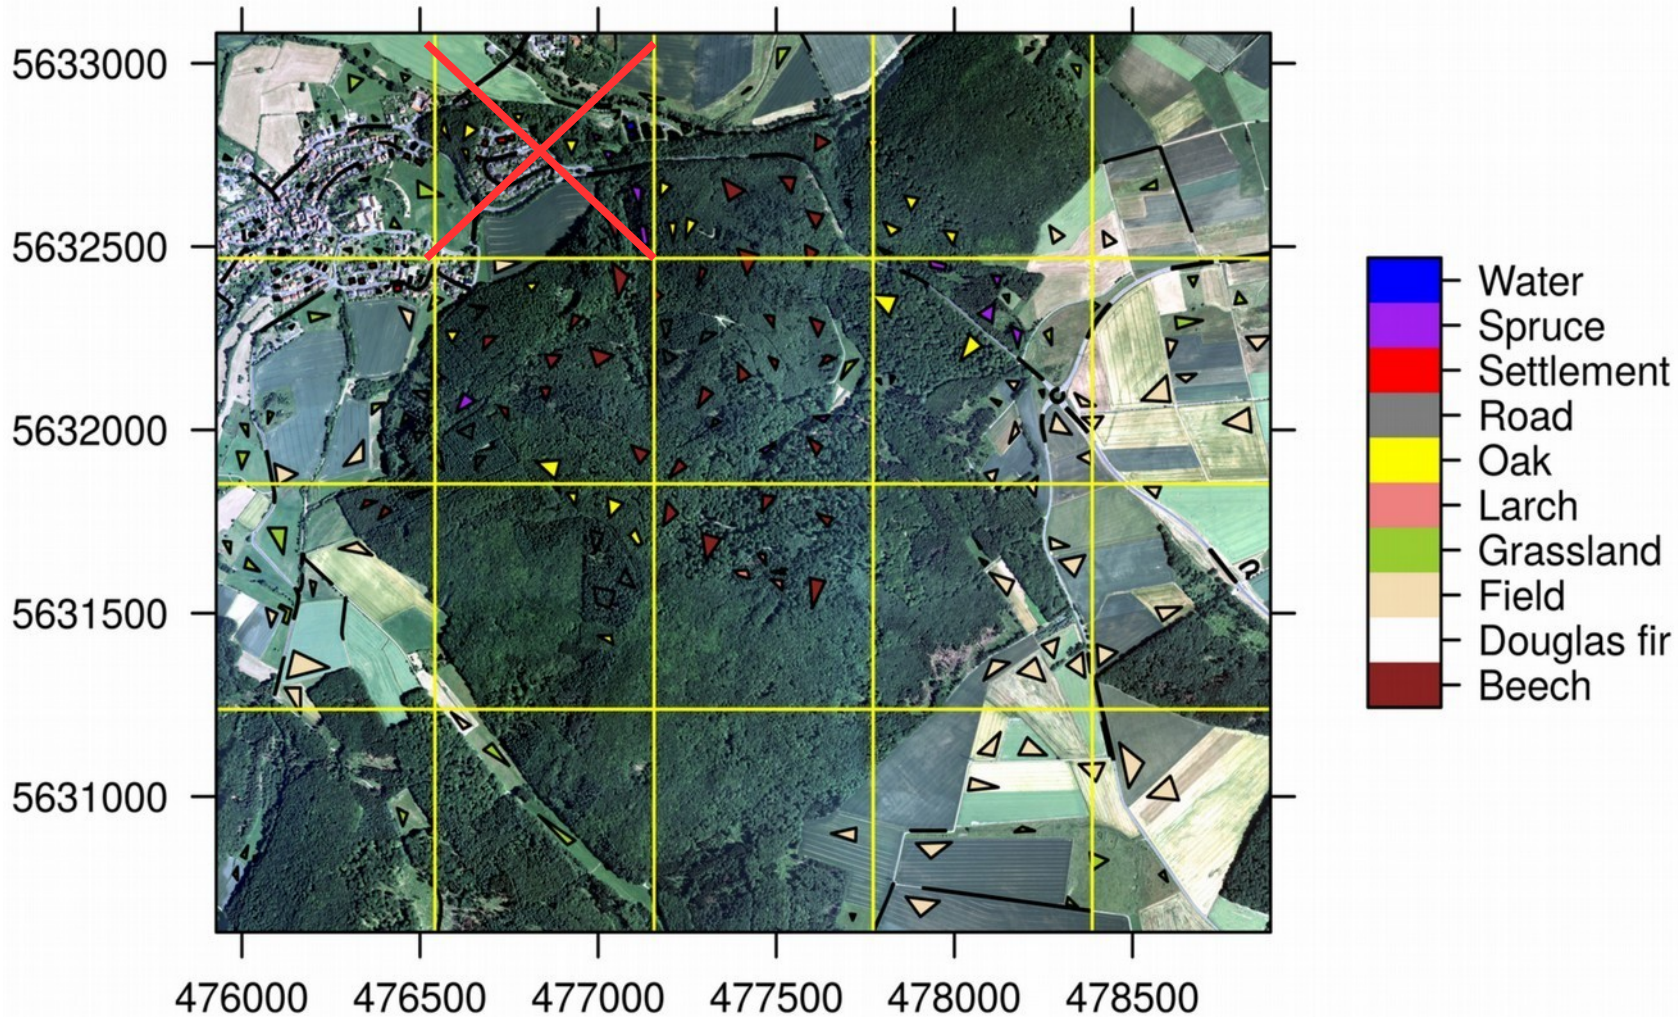 5633000
5632500
5632000
5631500
5631000
476000 476500 477000 477500 478000 478500
Water
Spruce
Settlement
Road
Oak
Larch
Grassland
Field
Douglas fir
Beech